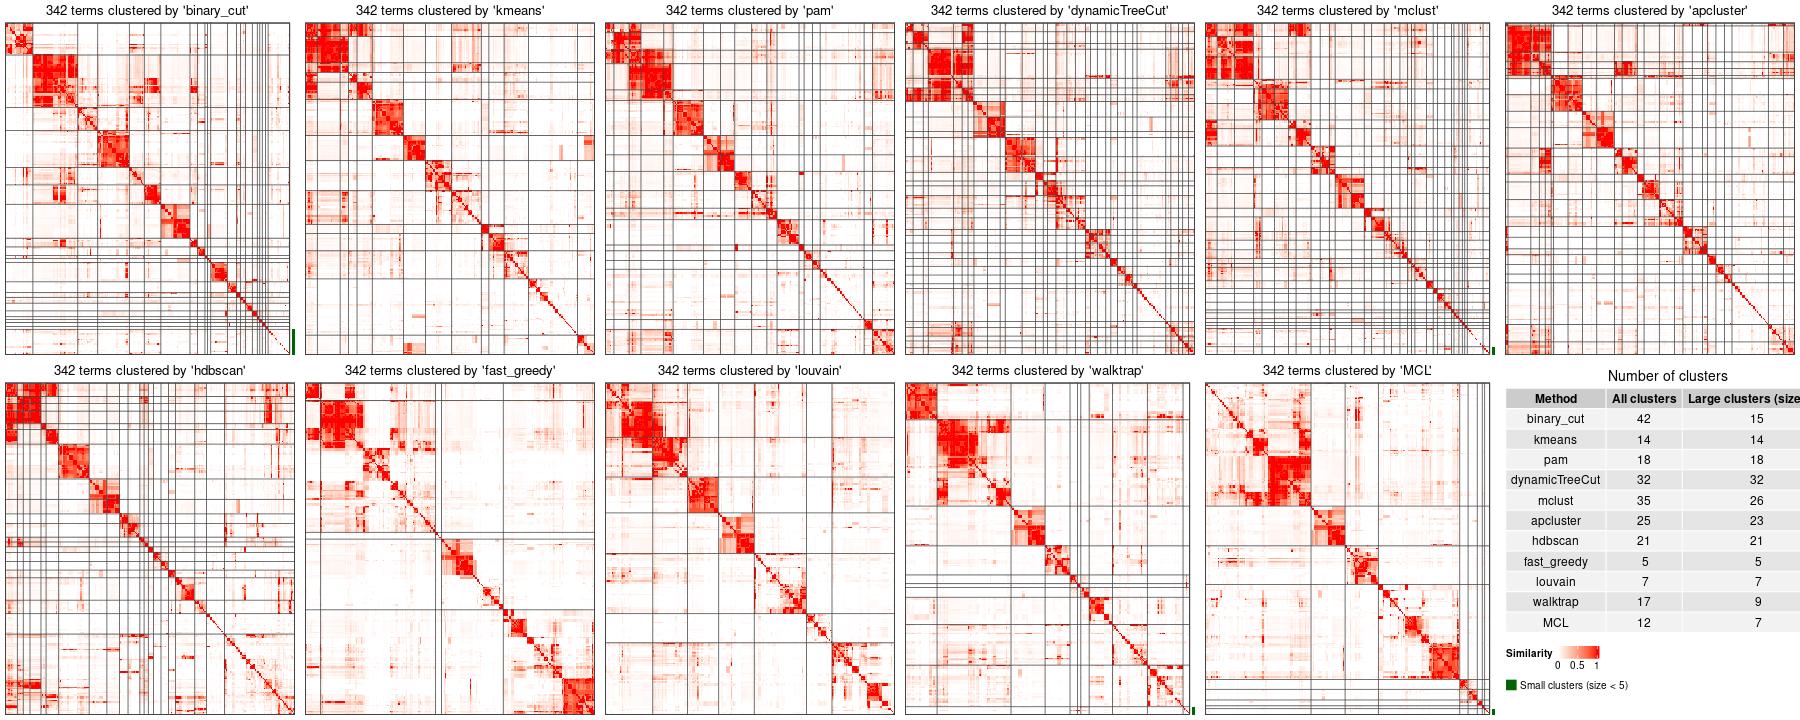 342 terms clustered by 'binary_cut'
342 terms clustered by 'kmeans'
342 terms clustered by 'pam'
342 terms clustered by 'dynamicTreeCut'
342 terms clustered by 'mclust'
342 terms clustered by 'apcluster'
342 terms clustered by 'hdbscan'
342 terms clustered by 'fast_greedy'
342 terms clustered by 'louvain'
342 terms clustered by 'walktrap'
342 terms clustered by 'MCL'
Number of clusters
Method All clusters Large clusters (size
binary_cut 42 15
kmeans 14 14
pam 18 18
dynamicTreeCut 32 32
mclust 35 26
apcluster 25 23
hdbscan 21 21
fast_greedy 5 5
louvain 7 7
walktrap 17 9
MCL 12 7
Similarity
0 0.5 1
Small clusters (size < 5)